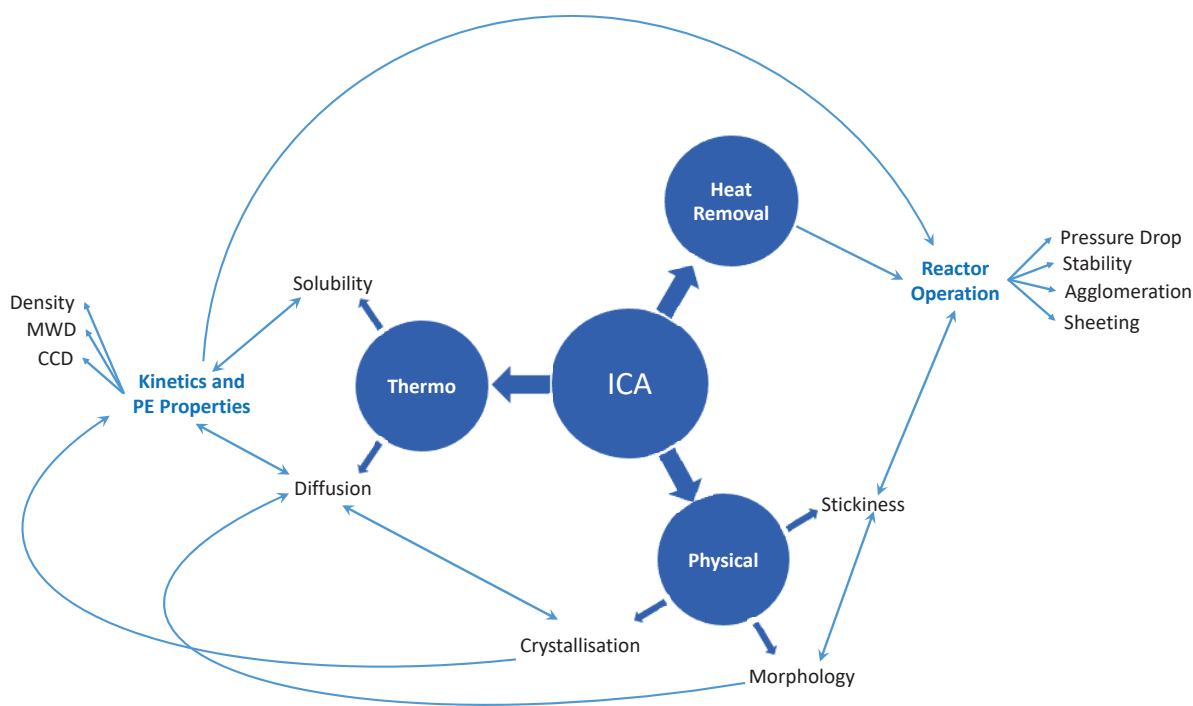 Heat
Removal
Pressure Drop
Stability
Agglomeration
Sheeting
Reactor
Operation
Solubility
Density
MWD
CCD
Kinetics and
PE Properties
Thermo
ICA
Diffusion
Stickiness
Physical
Crystallisation
Morphology